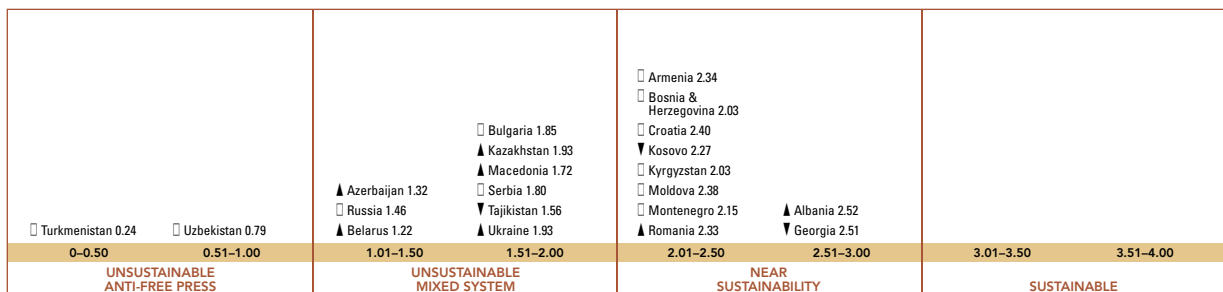 □ Turkmenistan 0.24
□ Uzbekistan 0.79
▲ Azerbaijan 1.32
□ Russia 1.46
▲ Belarus 1.22
□ Bulgaria 1.85
▲ Kazakhstan 1.93
▲ Macedonia 1.72
□ Serbia 1.80
▼ Tajikistan 1.56
▲ Ukraine 1.93
□ Armenia 2.34
□ Bosnia &
Herzegovina 2.03
□ Croatia 2.40
▼ Kosovo 2.27
□ Kyrgyzstan 2.03
□ Moldova 2.38
□ Montenegro 2.15
▲ Romania 2.33
▲ Albania 2.52
▼ Georgia 2.51
0–0.50
0.51–1.00
1.01–1.50
1.51–2.00
2.01–2.50
2.51–3.00
3.01–3.50
3.51–4.00
UNSUSTAINABLE
ANTI-FREE PRESS
UNSUSTAINABLE
MIXED SYSTEM
NEAR
SUSTAINABILITY
SUSTAINABLE